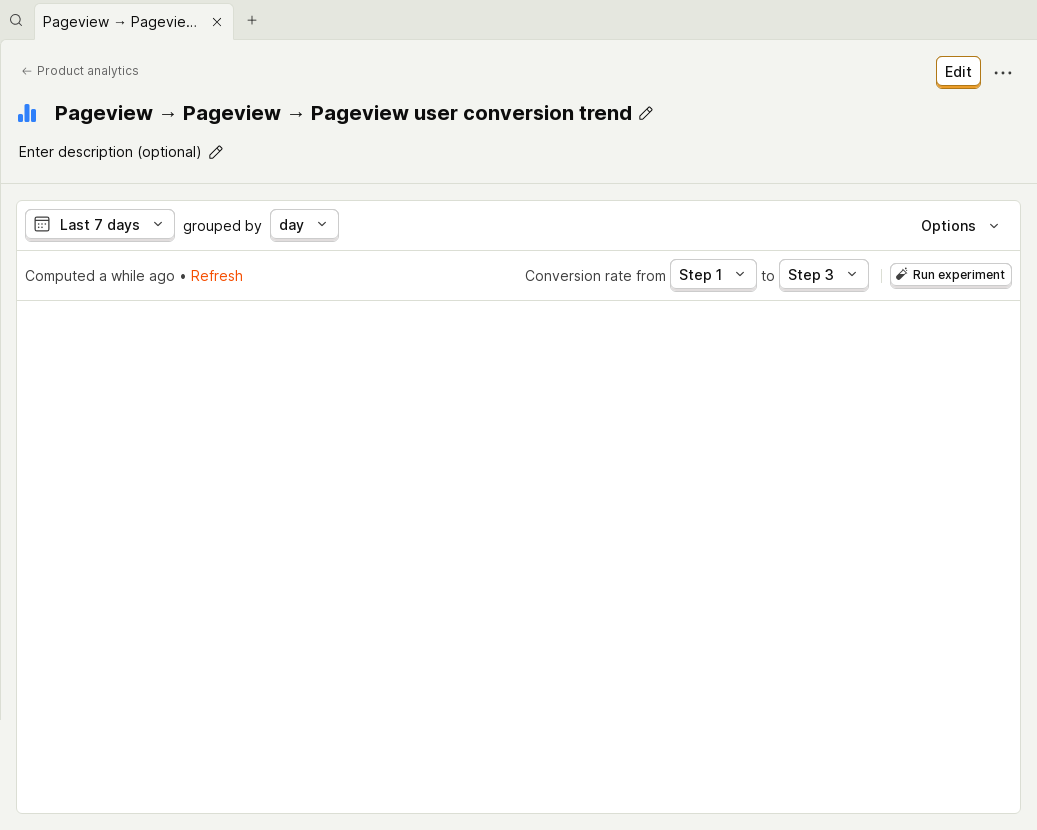 Pageview → Pagevie...
Product analytics
Edit
Pageview → Pageview → Pageview user conversion trend
Enter description (optional)
Last 7 days grouped by day Options
Computed a while ago • Refresh Conversion rate from Step 1 to Step 3 Run experiment